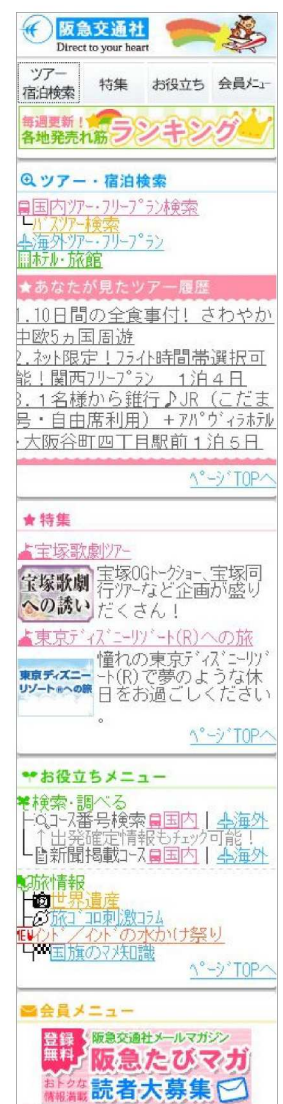 阪急交通社
Direct to your heart
ツアー
宿泊検索
特集
お役立ち
会員ﾒﾆｭｰ
毎週更新！
各地発売れ筋
ランキング
ツアー・宿泊検索
国内ﾂｱｰ･ﾌﾘｰﾌﾟﾗﾝ検索
ﾊﾞｽﾂｱｰ検索
海外ﾂｱｰ･ﾌﾘｰﾌﾟﾗﾝ
ﾎﾃﾙ･旅館
★あなたが見たツアー履歴
1.10日間の全食事付! さわやか
中欧5ヵ国周遊
2.ﾈｯﾄ限定！ﾌﾗｲﾄ時間帯選択可
能！関西ﾌﾘｰﾌﾟﾗﾝ 1泊4日
3.1名様から催行♪JR（こだま
号・自由席利用）＋ｱﾊﾟｳﾞｨﾗﾎﾃﾙ
･大阪谷町四丁目駅前1泊5日
ﾍﾟｰｼﾞTOPへ
★特集
宝塚歌劇ﾂｱｰ
宝塚歌劇
への誘い
宝塚OGﾄｰｸｼｮｰ、宝塚同
行ﾂｱｰなど企画が盛り
だくさん！
東京ﾃﾞｨｽﾞﾆｰﾘｿﾞｰﾄ(R)への旅
東京ディズニー
リゾート®への旅
憧れの東京ﾃﾞｨｽﾞﾆｰﾘｿﾞ
ｰﾄ(R)で夢のような休
日をお過ごしください
。
ﾍﾟｰｼﾞTOPへ
お役立ちメニュー
検索・調べる
ｺｰｽ番号検索 国内 | 海外
↑出発確定情報もﾁｪｯｸ可能！
新聞掲載ｺｰｽ 国内 | 海外
旅情報
世界遺産
旅ｺﾞｺﾛ刺激ｺﾗﾑ
NEW ｲﾝﾄﾞ/ｲﾝﾄﾞの水かけ祭り
国旗のﾏﾒ知識
ﾍﾟｰｼﾞTOPへ
会員メニュー
登録
無料
阪急交通社メールマガジン
阪急たびマガ
おトクな
情報満載
読者大募集